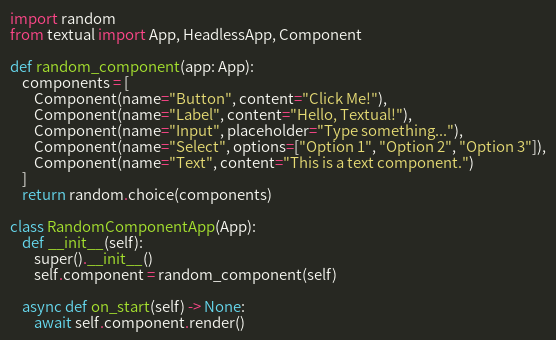 import random
from textual import App, HeadlessApp, Component

def random_component(app: App):
    components = [
        Component(name="Button", content="Click Me!"),
        Component(name="Label", content="Hello, Textual!"),
        Component(name="Input", placeholder="Type something..."),
        Component(name="Select", options=["Option 1", "Option 2", "Option 3"]),
        Component(name="Text", content="This is a text component.")
    ]
    return random.choice(components)

class RandomComponentApp(App):
    def __init__(self):
        super().__init__()
        self.component = random_component(self)

    async def on_start(self) -> None:
        await self.component.render()